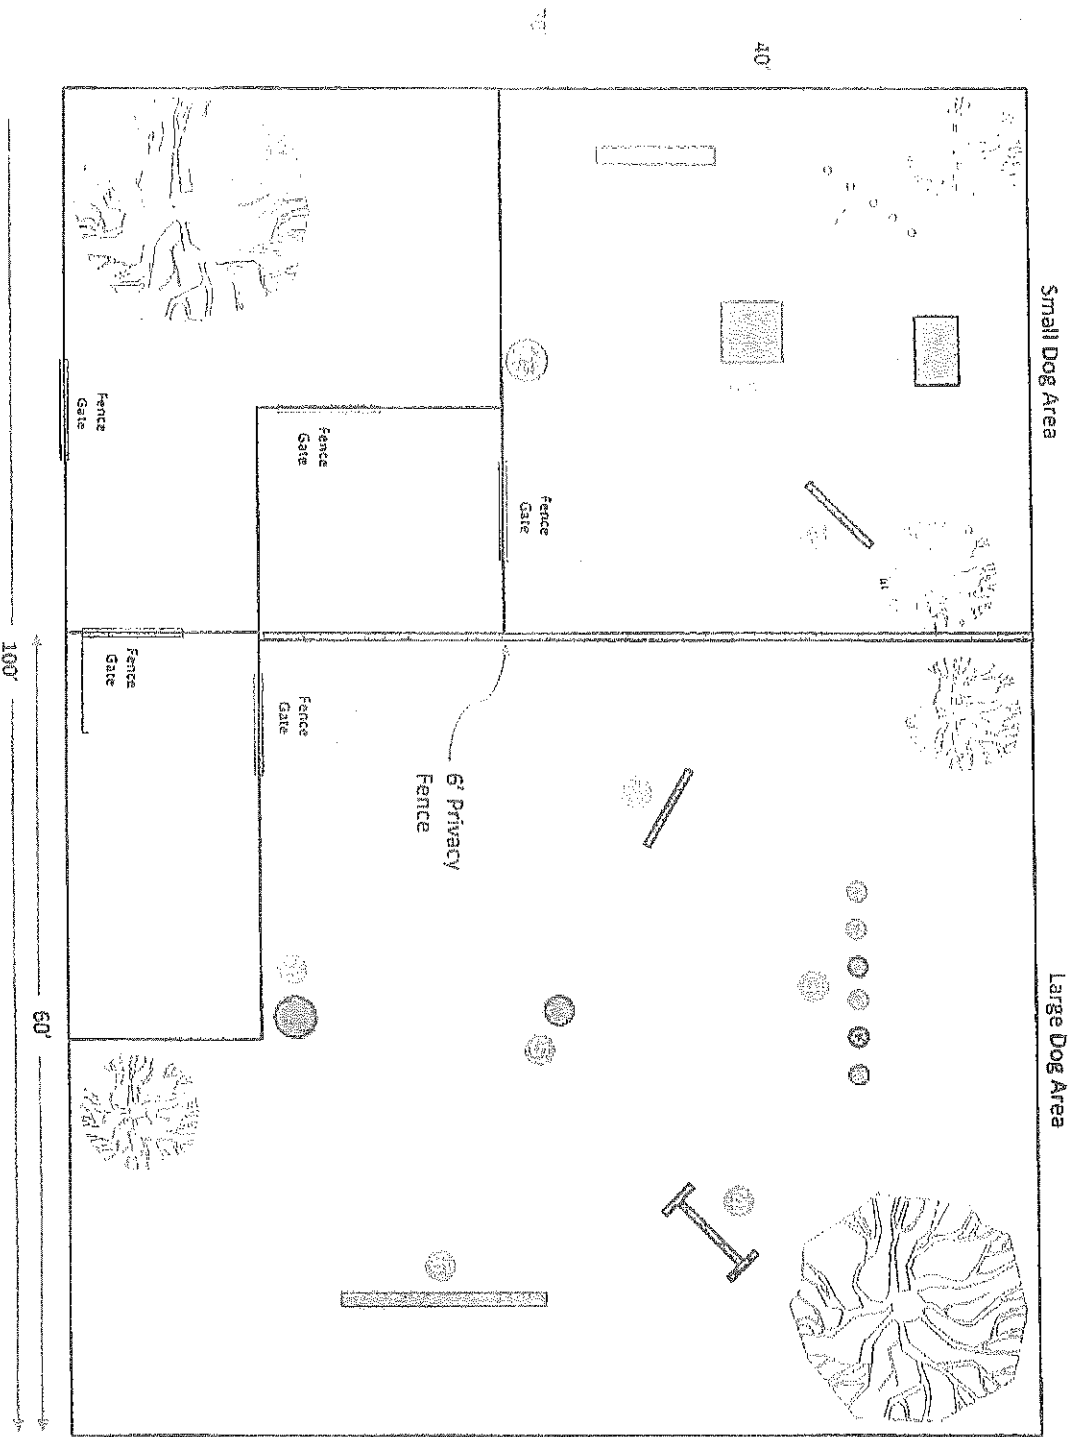 Small Dog Area
Large Dog Area
40'
Fence
Gate
Fence
Gate
Fence
Gate
Fence
Gate
Fence
Gate
6' Privacy
Fence
60'
100'